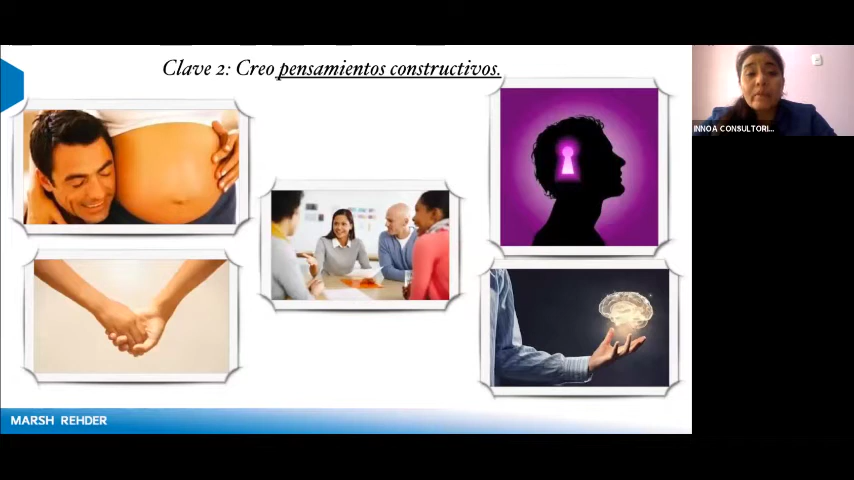 Clave 2: Creo pensamientos constructivos.
INNOA CONSULTORI...
MARSH REHDER